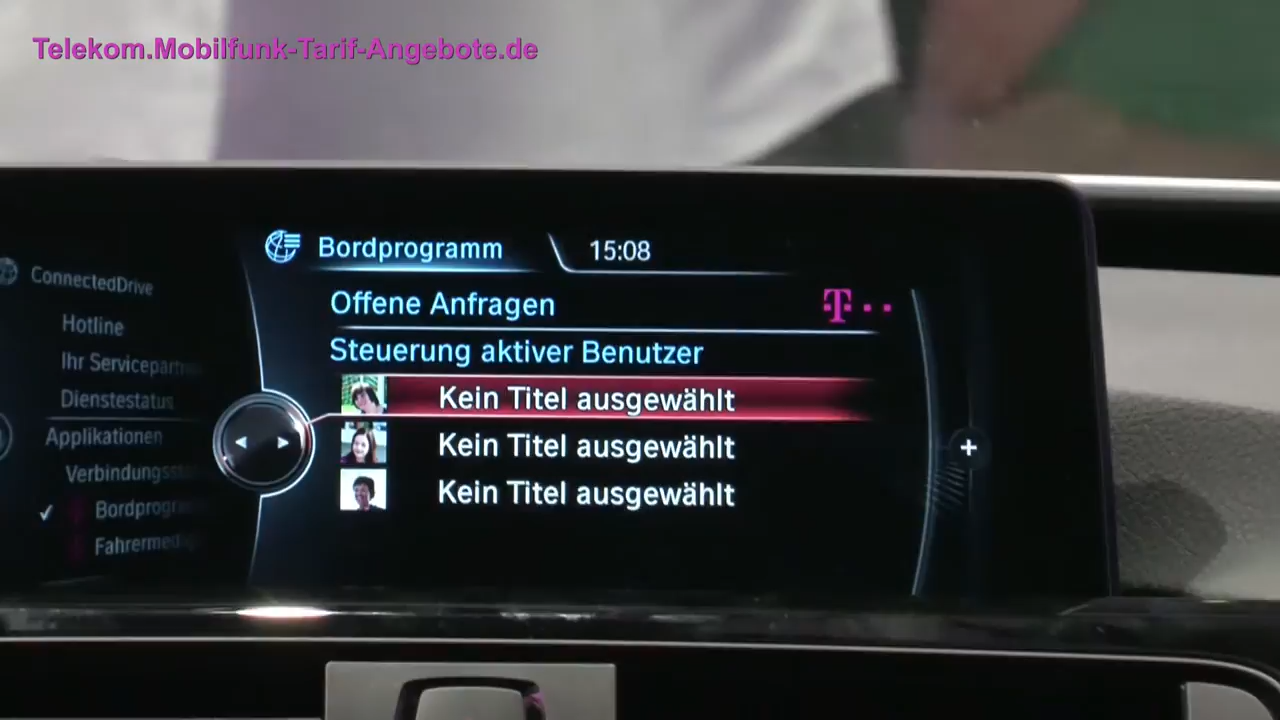 Telekom.Mobilfunk-Tarif-Angebote.de
Bordprogramm 15:08
Offene Anfragen T
Steuerung aktiver Benutzer
Kein Titel ausgewählt
Kein Titel ausgewählt
Kein Titel ausgewählt
ConnectedDrive
Hotline
Ihr
Dienstestatus
Applikationen